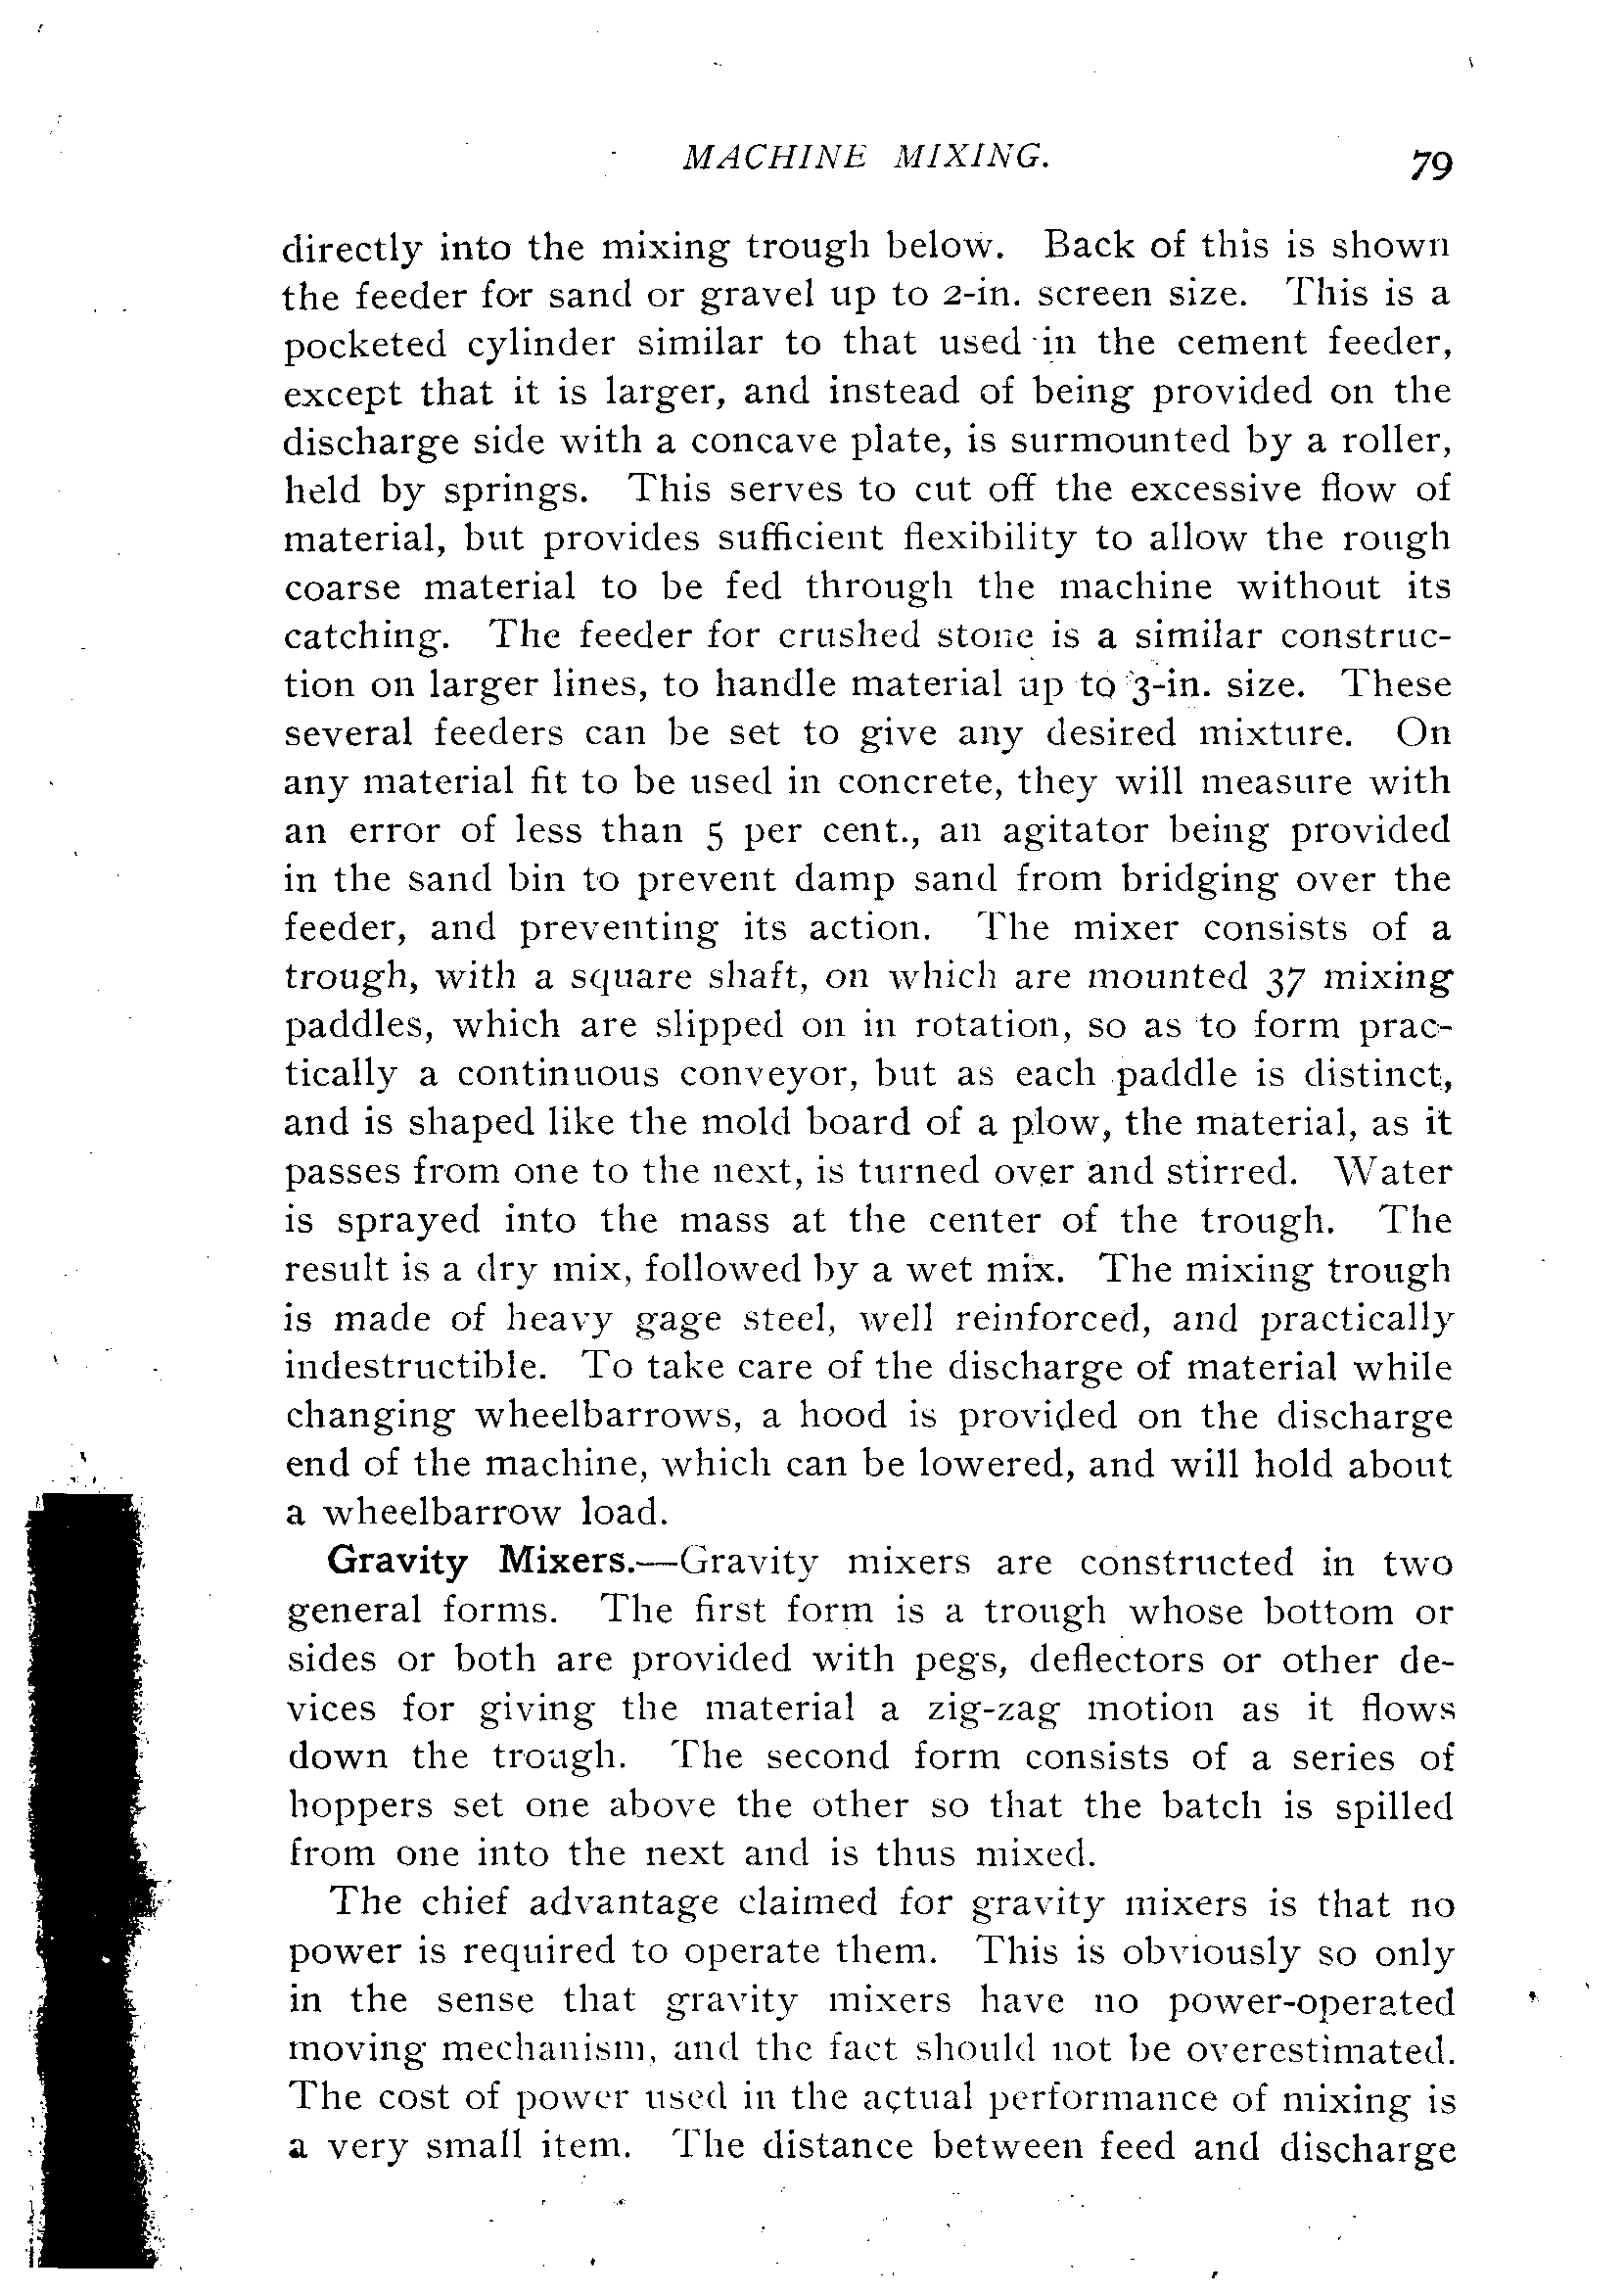 MACHINE MIXING. 79
directly into the mixing trough below. Back of this is shown
the feeder for sand or gravel up to 2-in. screen size. This is a
pocketed cylinder similar to that used in the cement feeder,
except that it is larger, and instead of being provided on the
discharge side with a concave plate, is surmounted by a roller,
held by springs. This serves to cut off the excessive flow of
material, but provides sufficient flexibility to allow the rough
coarse material to be fed through the machine without its
catching. The feeder for crushed stone is a similar construc-
tion on larger lines, to handle material up to 3-in. size. These
several feeders can be set to give any desired mixture. On
any material fit to be used in concrete, they will measure with
an error of less than 5 per cent., an agitator being provided
in the sand bin to prevent damp sand from bridging over the
feeder, and preventing its action. The mixer consists of a
trough, with a square shaft, on which are mounted 37 mixing
paddles, which are slipped on in rotation, so as to form prac-
tically a continuous conveyor, but as each paddle is distinct,
and is shaped like the mold board of a plow, the material, as it
passes from one to the next, is turned over and stirred. Water
is sprayed into the mass at the center of the trough. The
result is a dry mix, followed by a wet mix. The mixing trough
is made of heavy gage steel, well reinforced, and practically
indestructible. To take care of the discharge of material while
changing wheelbarrows, a hood is provided on the discharge
end of the machine, which can be lowered, and will hold about
a wheelbarrow load.
Gravity Mixers.—Gravity mixers are constructed in two
general forms. The first form is a trough whose bottom or
sides or both are provided with pegs, deflectors or other de-
vices for giving the material a zig-zag motion as it flows
down the trough. The second form consists of a series of
hoppers set one above the other so that the batch is spilled
from one into the next and is thus mixed.
The chief advantage claimed for gravity mixers is that no
power is required to operate them. This is obviously so only
in the sense that gravity mixers have no power-operated
moving mechanism, and the fact should not be overestimated.
The cost of power used in the actual performance of mixing is
a very small item. The distance between feed and discharge